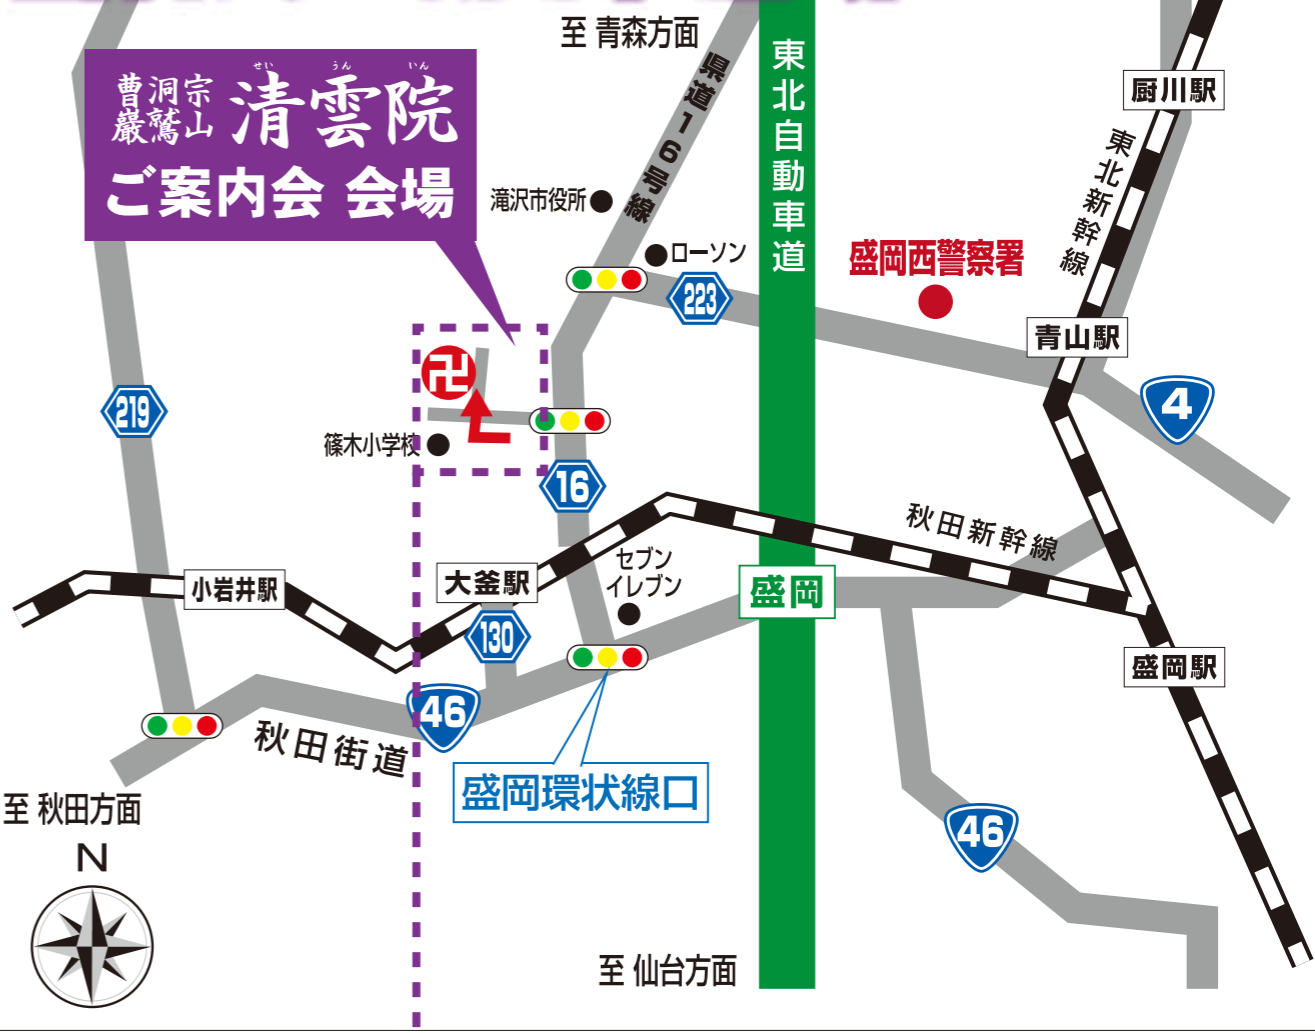 至 青森方面
県道16号線
東北自動車道
厨川駅
東北新幹線
せい うん いん
曹洞宗
巖鷲山
清雲院
ご案内会 会場
滝沢市役所
ローソン
223
盛岡西警察署
青山駅
4
219
卍
篠木小学校
16
秋田新幹線
小岩井駅
大釜駅
セブン
イレブン
盛岡
130
盛岡駅
46
秋田街道
盛岡環状線口
至 秋田方面
46
N
至 仙台方面